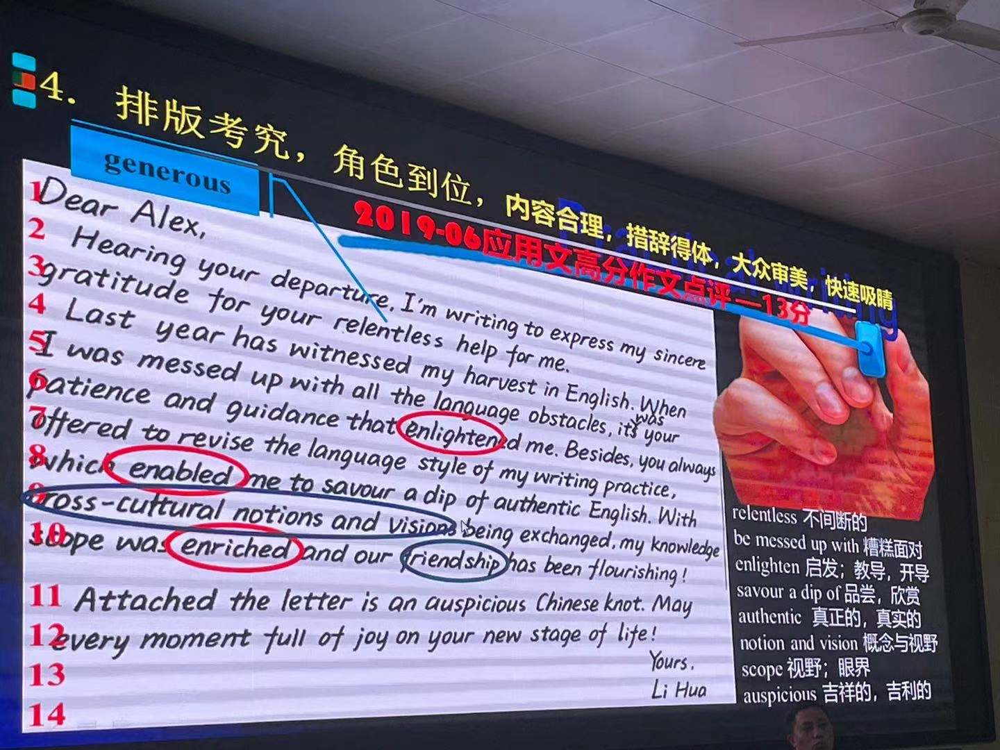 4. 排版考究，角色到位，内容合理，措辞得体，大众审美，快速吸睛
generous
2019-06应用文高分作文点评—13分
1 Dear Alex,
2 Hearing your departure, I'm writing to express my sincere
3 gratitude for your relentless help for me.
4 Last year has witnessed my harvest in English. When
5 I was messed up with all the language obstacles, it's was your
6 patience and guidance that enlightened me. Besides, you always
7 offered to revise the language style of my writing practice,
8 which enabled me to savour a dip of authentic English. With
9 cross-cultural notions and visions being exchanged, my knowledge
10 scope was enriched and our friendship has been flourishing!
11 Attached the letter is an auspicious Chinese knot. May
12 every moment full of joy on your new stage of life!
13 Yours,
14 Li Hua
relentless 不间断的
be messed up with 糟糕面对
enlighten 启发；教导，开导
savour a dip of 品尝，欣赏
authentic 真正的，真实的
notion and vision 概念与视野
scope 视野；眼界
auspicious 吉祥的，吉利的